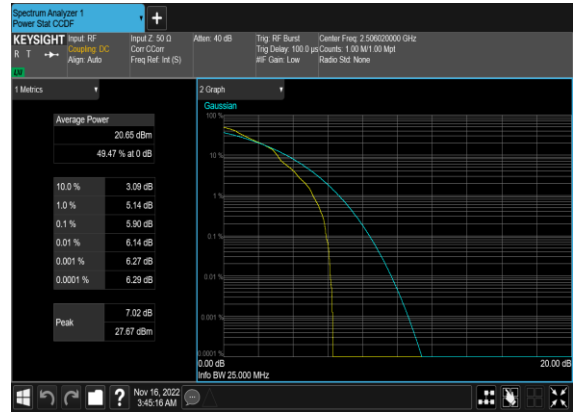 Spectrum Analyzer 1
Power Stat CCDF
+
KEYSIGHT
R T
LXI
Input: RF
Coupling: DC
Align: Auto
Input Z: 50 Ω
Corr CCorr
Freq Ref: Int (S)
Atten: 40 dB
Trig: RF Burst
Trig Delay: 100.0 µs
#IF Gain: Low
Center Freq: 2.506020000 GHz
Counts: 1.00 M/1.00 Mpt
Radio Std: None
1 Metrics
Average Power
20.65 dBm
49.47 % at 0 dB
10.0 % 3.09 dB
1.0 % 5.14 dB
0.1 % 5.90 dB
0.01 % 6.14 dB
0.001 % 6.27 dB
0.0001 % 6.29 dB
Peak
7.02 dB
27.67 dBm
2 Graph
Gaussian
100 %
10 %
1 %
0.1 %
0.01 %
0.001 %
0.0001 %
0.00 dB 20.00 dB
Info BW 25.000 MHz
?
Nov 16, 2022
3:45:16 AM